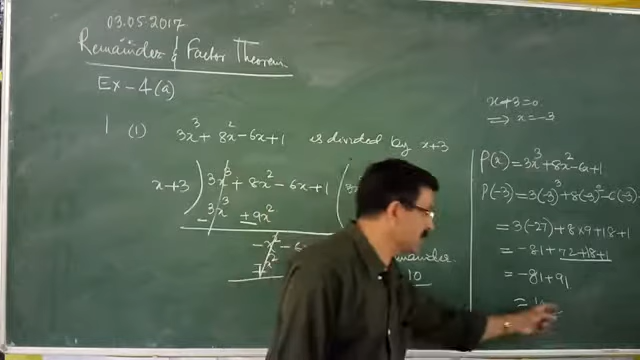 03.05.2017
Remainder & Factor Theorem
Ex-4(a)
1 (1) 3x³+8x²-6x+1 is divided by x+3
x+3 ) 3x³+8x²-6x+1 (
3x³ + 9x²
-
-x² - 6
10
x+3=0
⇒ x=-3
P(x)=3x³+8x²-6x+1
P(-3)=3(-3)³+8(-3)²-6(-3)
=3(-27)+8×9+18+1
=-81+72+18+1
=-81+91
=